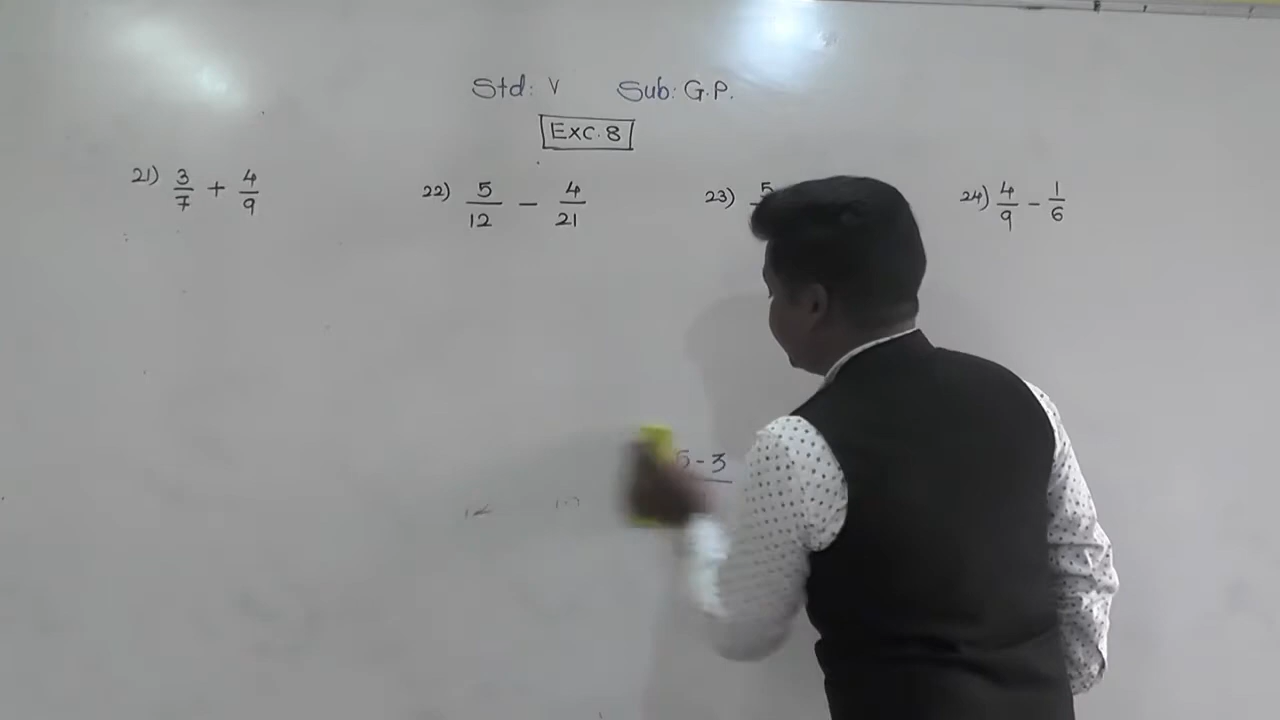 Std: V Sub: G.P.
Exc. 8
21) 3/7 + 4/9 22) 5/12 - 4/21 23) 5 24) 4/9 - 1/6
5 - 3